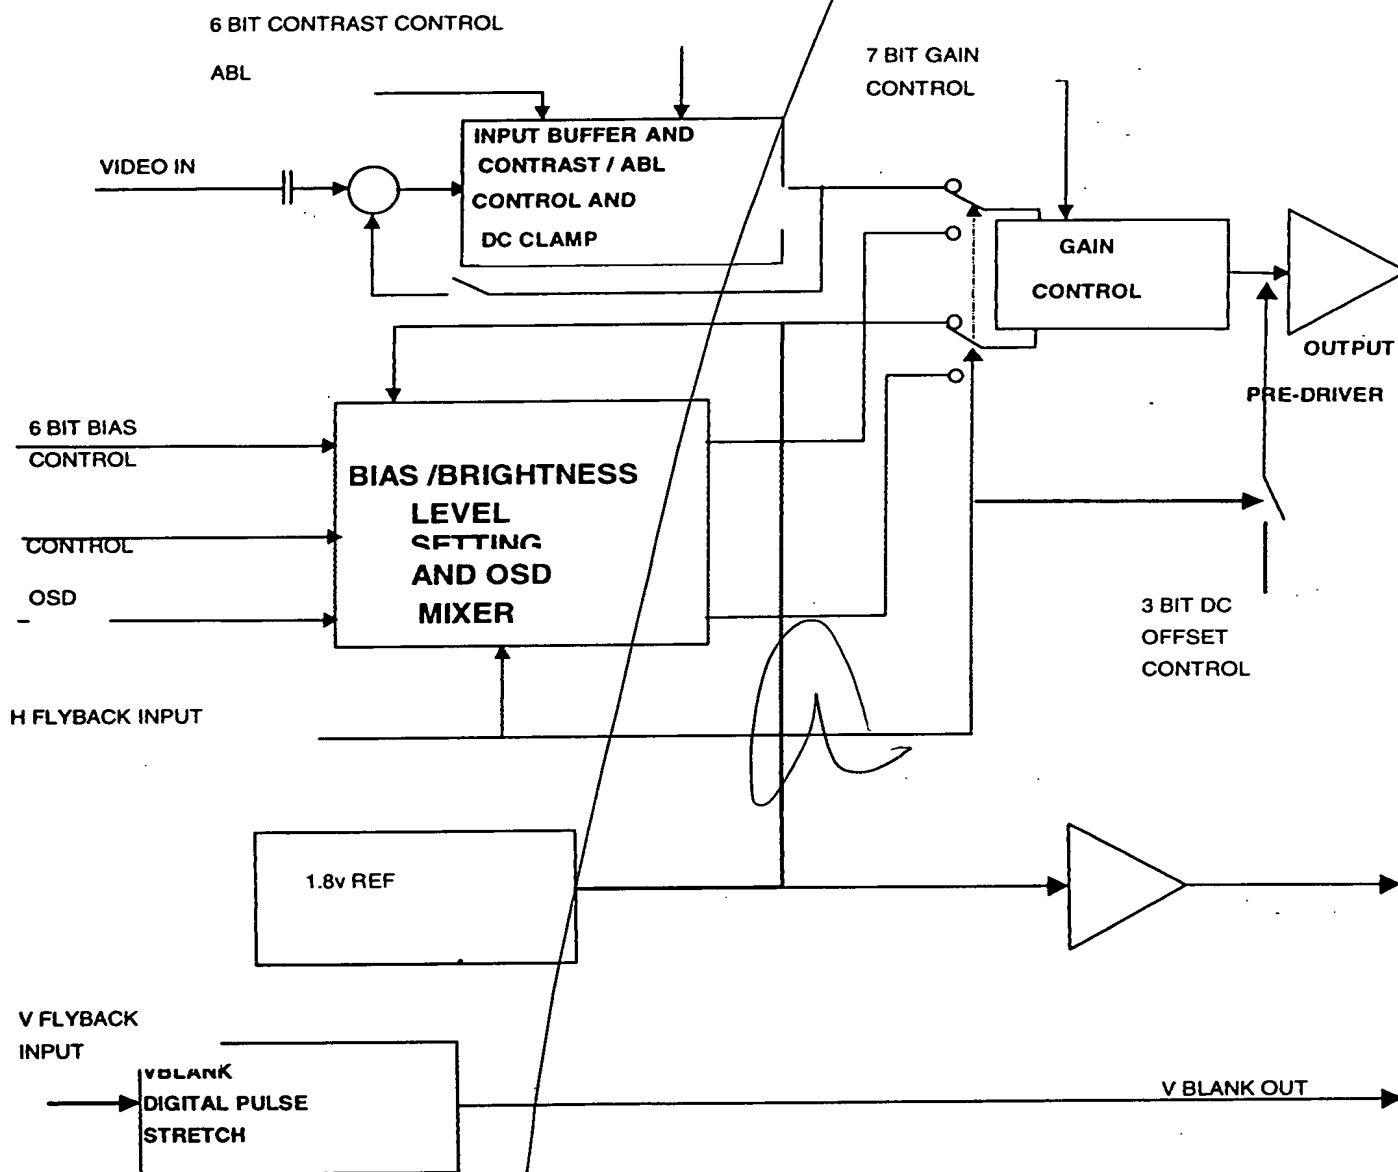 6 BIT CONTRAST CONTROL
ABL
7 BIT GAIN
CONTROL
VIDEO IN
INPUT BUFFER AND
CONTRAST / ABL
CONTROL AND
DC CLAMP
GAIN
CONTROL
OUTPUT
PRE-DRIVER
6 BIT BIAS
CONTROL
CONTROL
OSD
BIAS /BRIGHTNESS
LEVEL
SETTING
AND OSD
MIXER
3 BIT DC
OFFSET
CONTROL
H FLYBACK INPUT
1.8v REF
V FLYBACK
INPUT
VBLANK
DIGITAL PULSE
STRETCH
V BLANK OUT